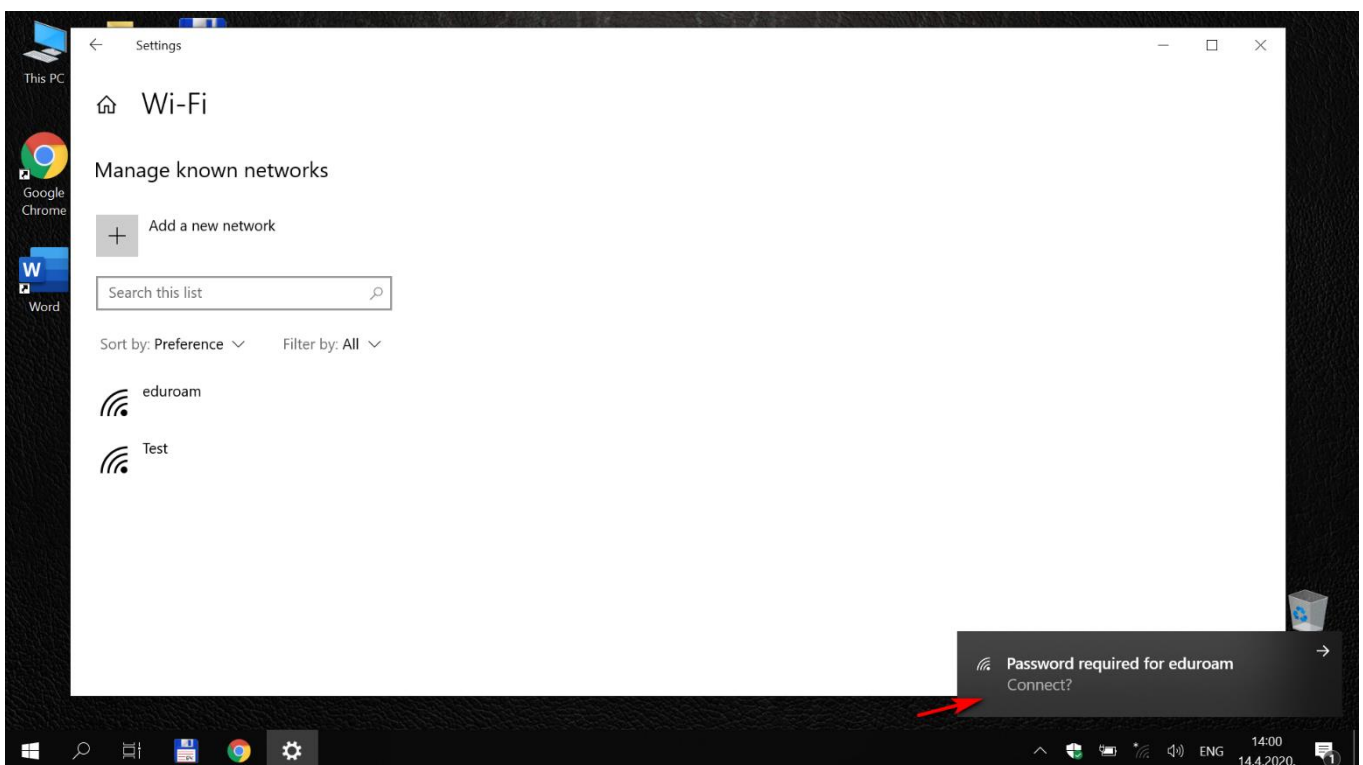 This PC
Google
Chrome
W
Word
Settings
Wi-Fi
Manage known networks
Add a new network
Search this list
Sort by: Preference
Filter by: All
eduroam
Test
Password required for eduroam
Connect?
ENG
14:00
14.4.2020.
1